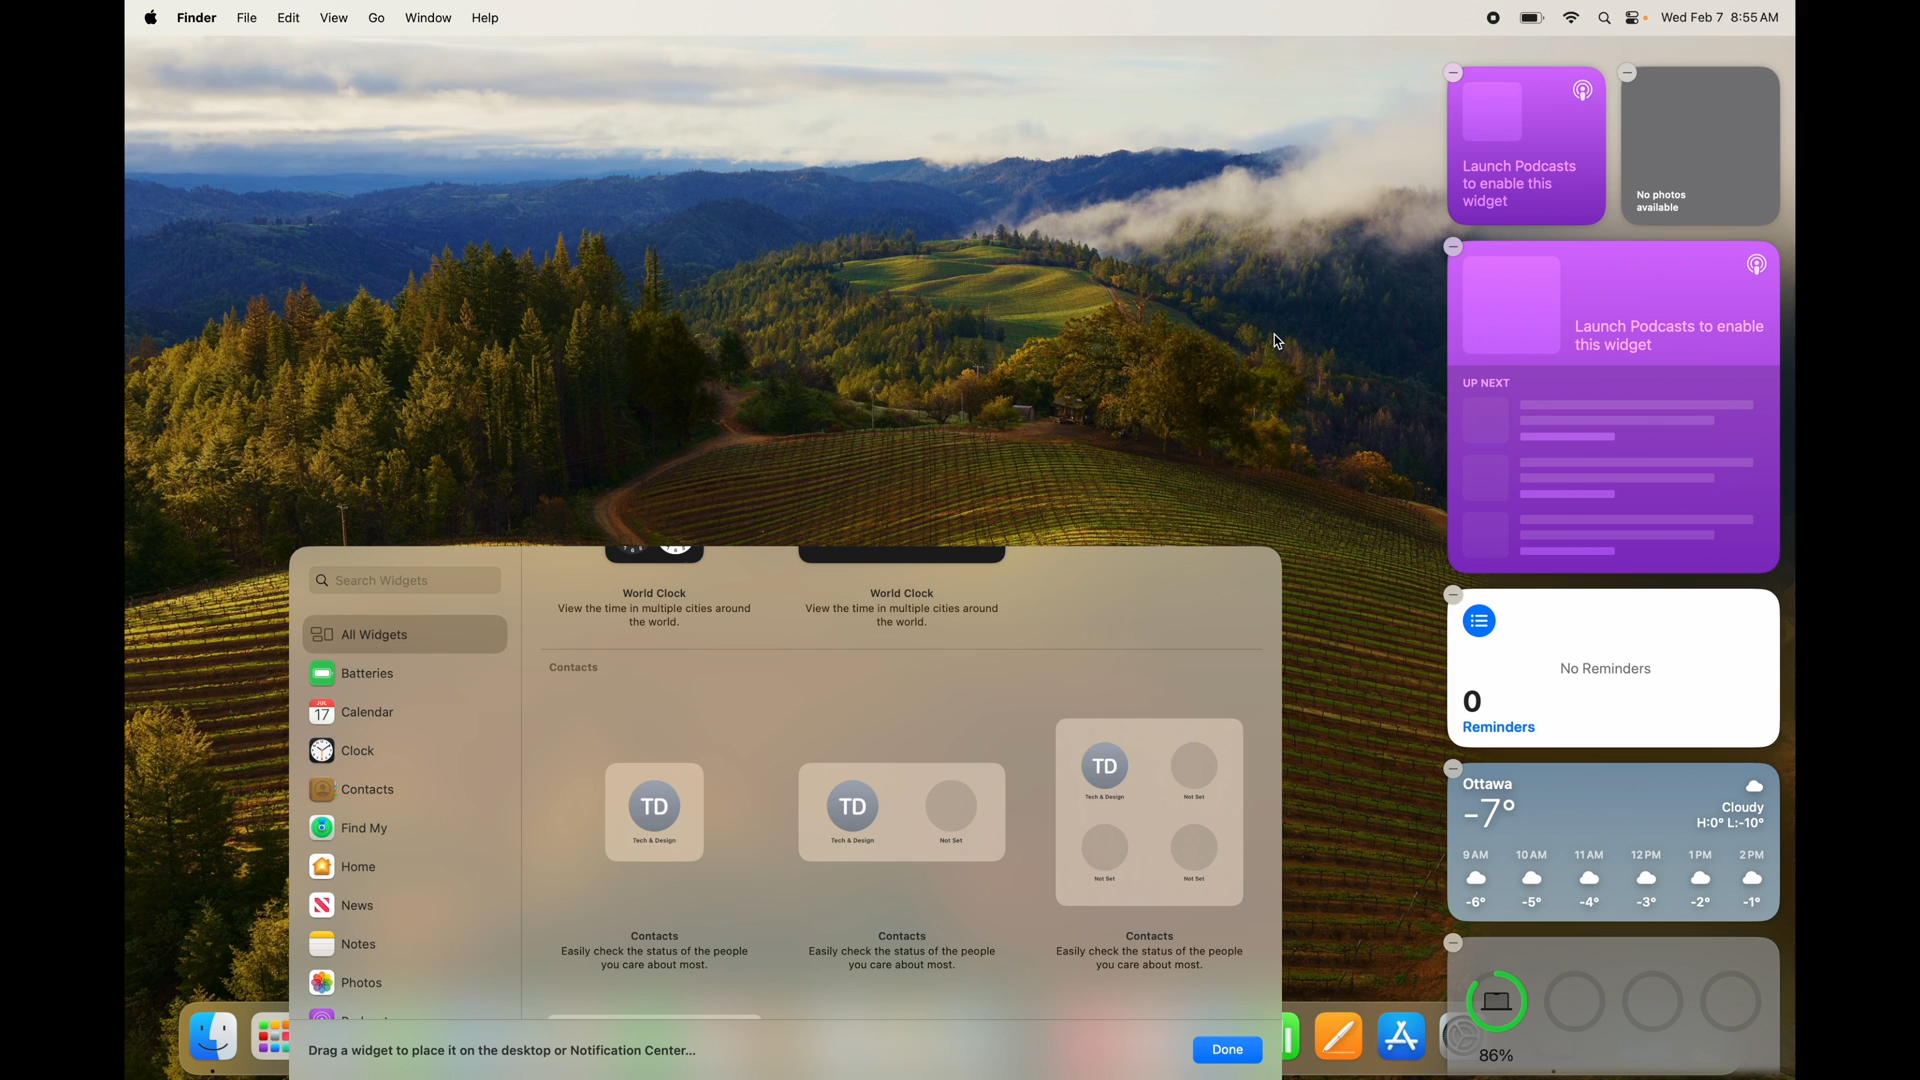 Finder File Edit View Go Window Help
Wed Feb 7 8:55 AM
Launch Podcasts
to enable this
widget
No photos
available
Launch Podcasts to enable
this widget
UP NEXT
No Reminders
0
Reminders
Ottawa
-7°
Cloudy
H:0° L:-10°
9 AM 10 AM 11 AM 12 PM 1 PM 2 PM
-6° -5° -4° -3° -2° -1°
86%
Search Widgets
All Widgets
Batteries
JUL
17
Calendar
Clock
Contacts
Find My
Home
News
Notes
Photos
World Clock
View the time in multiple cities around
the world.
World Clock
View the time in multiple cities around
the world.
Contacts
TD
Tech & Design
TD
Tech & Design
Not Set
TD
Tech & Design
Not Set
Not Set
Not Set
Contacts
Easily check the status of the people
you care about most.
Contacts
Easily check the status of the people
you care about most.
Contacts
Easily check the status of the people
you care about most.
Drag a widget to place it on the desktop or Notification Center...
Done